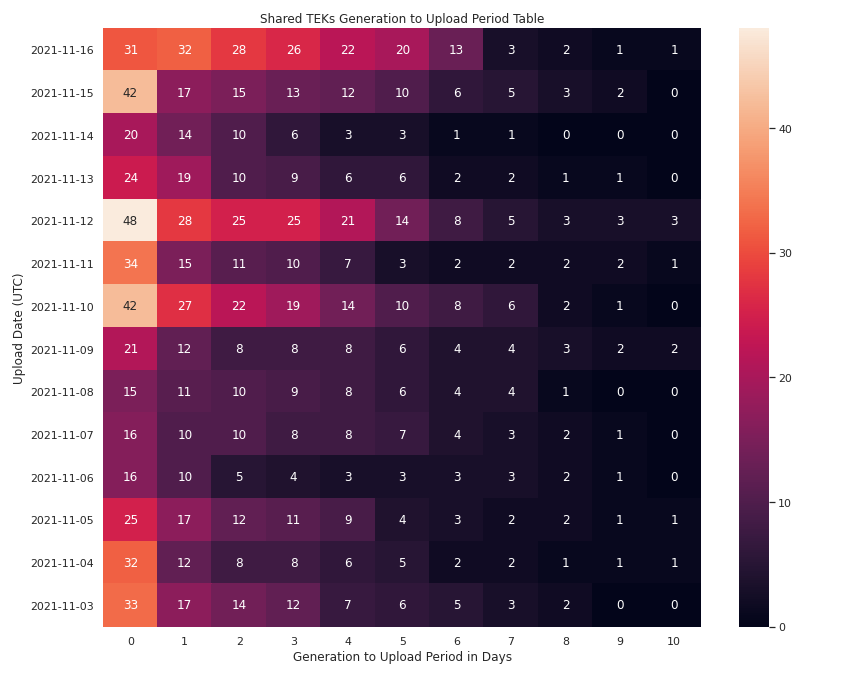 Shared TEKs Generation to Upload Period Table
Upload Date (UTC)
2021-11-16 31 32 28 26 22 20 13 3 2 1 1
2021-11-15 42 17 15 13 12 10 6 5 3 2 0
2021-11-14 20 14 10 6 3 3 1 1 0 0 0
2021-11-13 24 19 10 9 6 6 2 2 1 1 0
2021-11-12 48 28 25 25 21 14 8 5 3 3 3
2021-11-11 34 15 11 10 7 3 2 2 2 2 1
2021-11-10 42 27 22 19 14 10 8 6 2 1 0
2021-11-09 21 12 8 8 8 6 4 4 3 2 2
2021-11-08 15 11 10 9 8 6 4 4 1 0 0
2021-11-07 16 10 10 8 8 7 4 3 2 1 0
2021-11-06 16 10 5 4 3 3 3 3 2 1 0
2021-11-05 25 17 12 11 9 4 3 2 2 1 1
2021-11-04 32 12 8 8 6 5 2 2 1 1 1
2021-11-03 33 17 14 12 7 6 5 3 2 0 0
0 1 2 3 4 5 6 7 8 9 10
Generation to Upload Period in Days
40
30
20
10
0